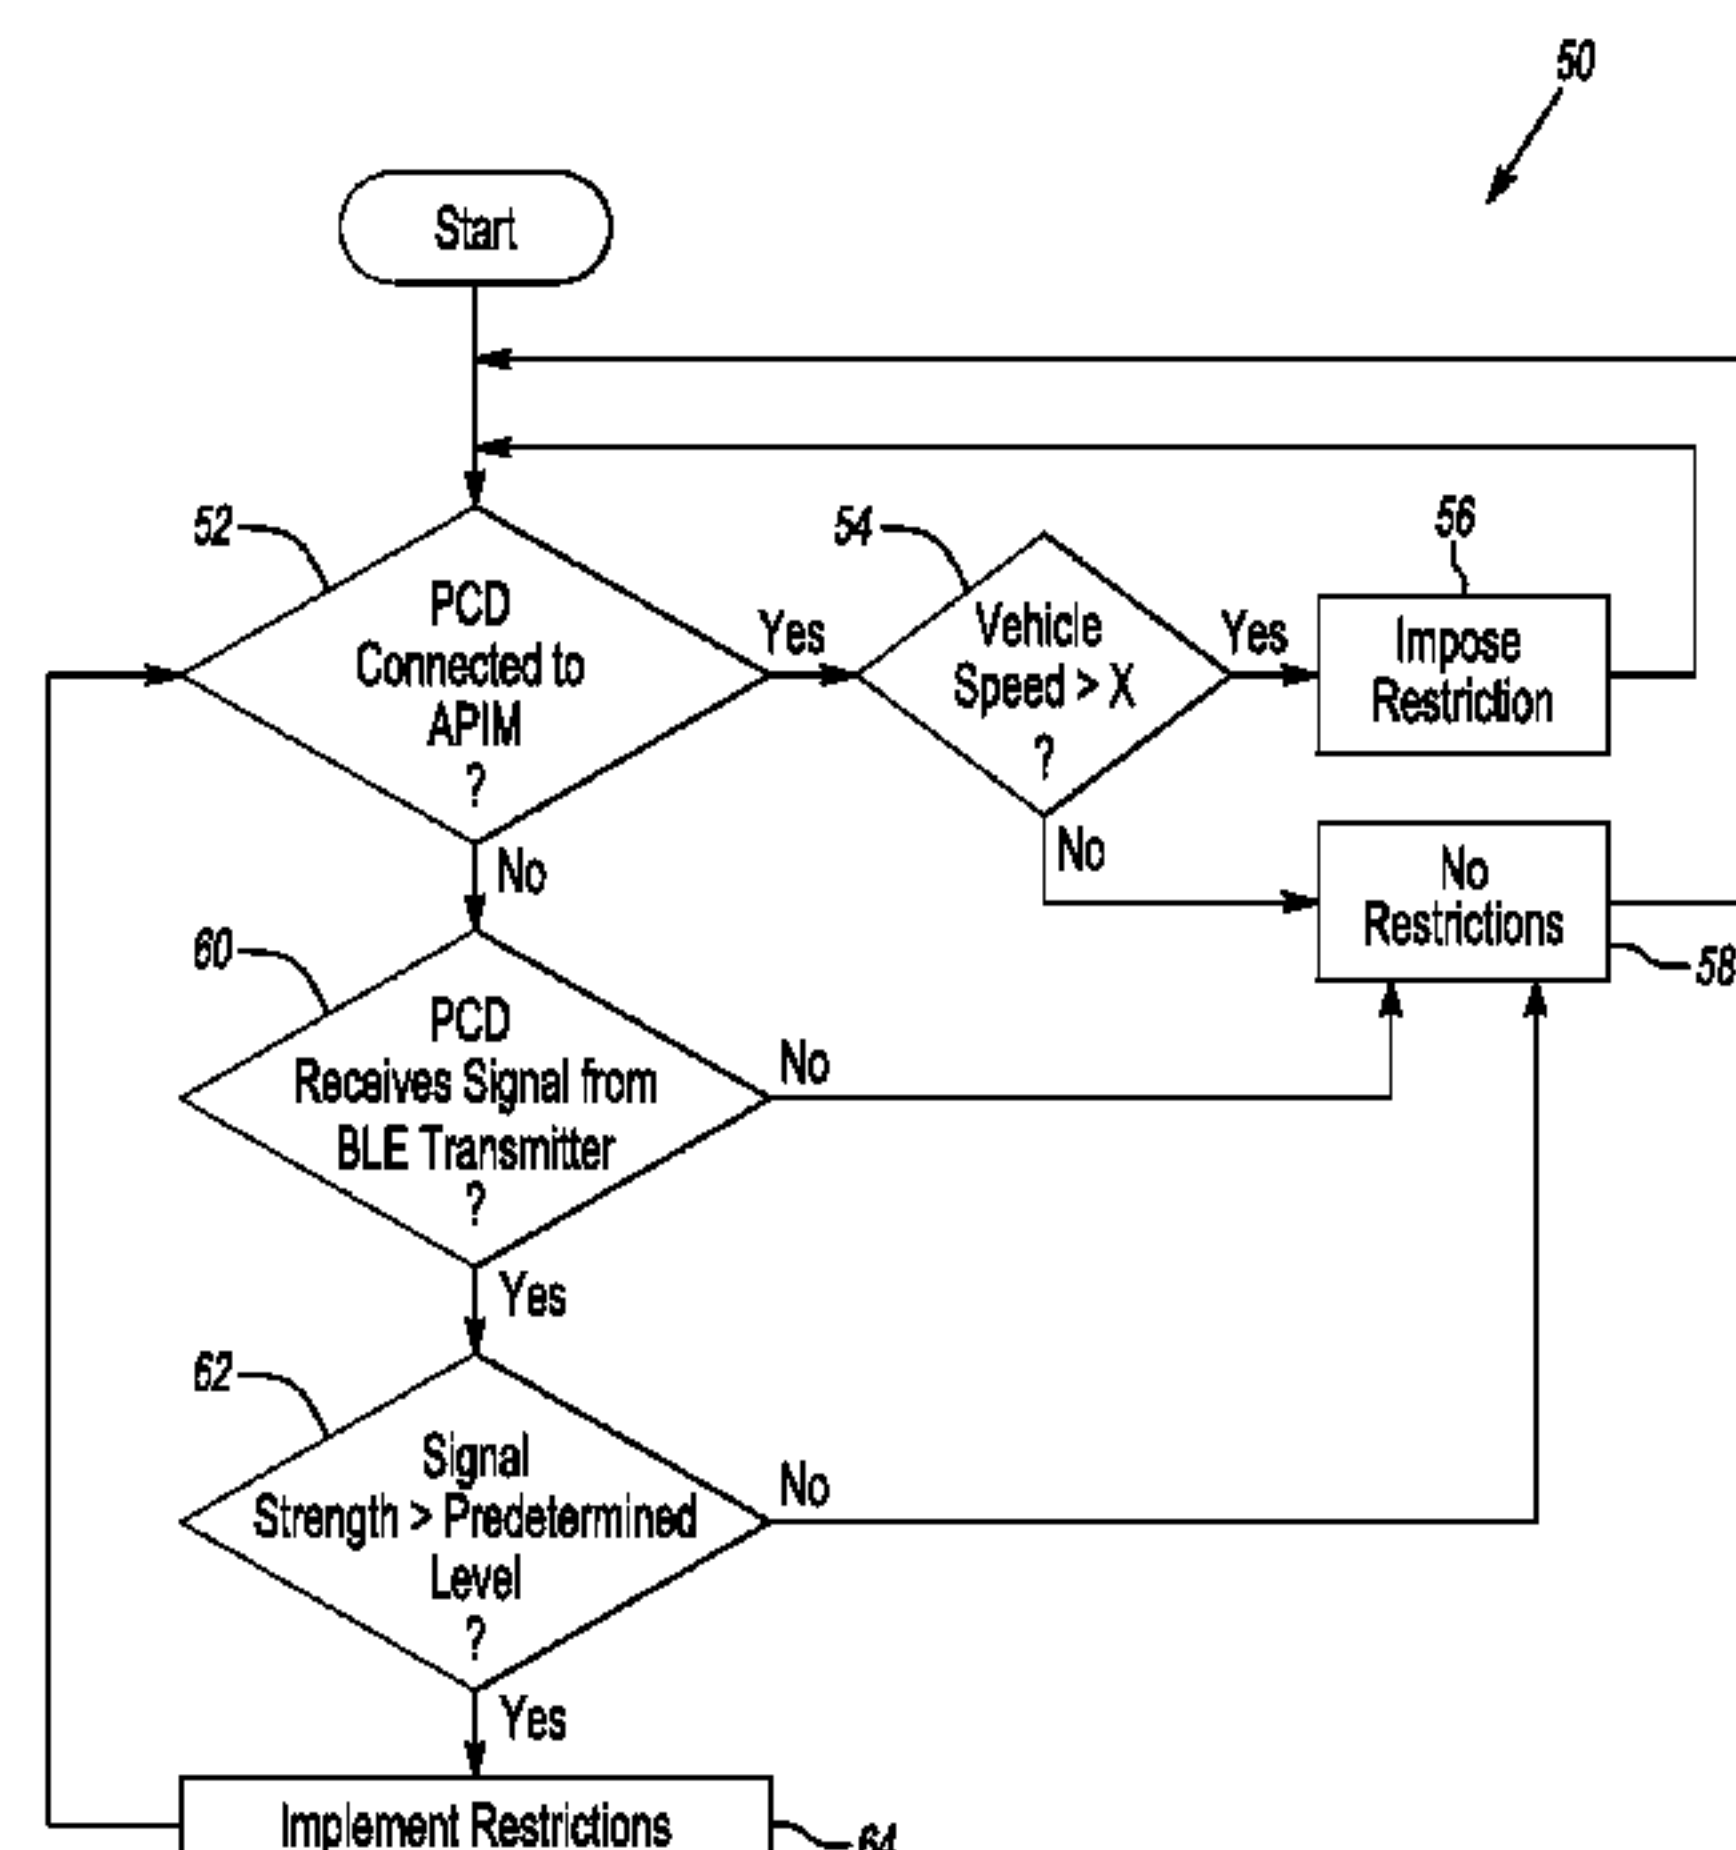 50
Start
52
PCD
Connected to
APIM
?
Yes
54
Vehicle
Speed > X
?
Yes
56
Impose
Restriction
No
No
No
Restrictions
58
60
PCD
Receives Signal from
BLE Transmitter
?
No
Yes
62
Signal
Strength > Predetermined
Level
?
No
Yes
Implement Restrictions
64